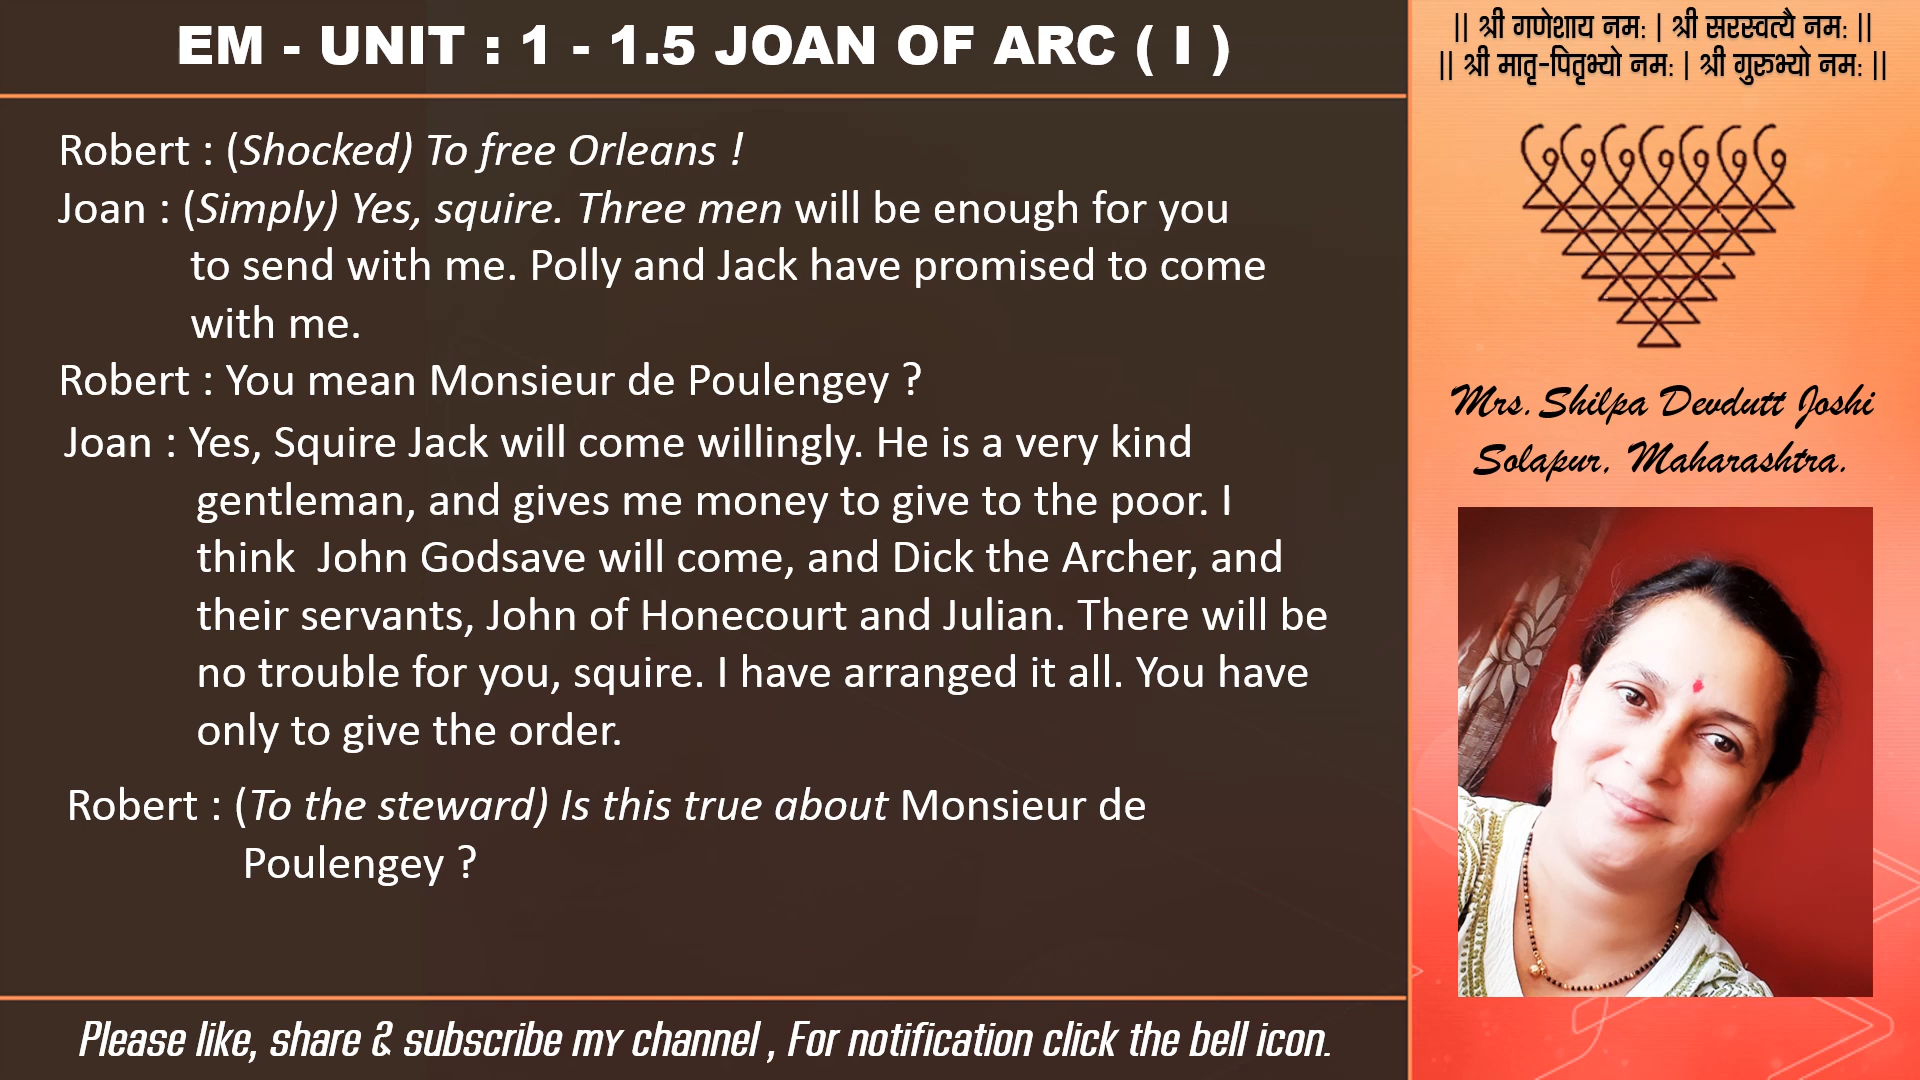 EM - UNIT : 1 - 1.5 JOAN OF ARC ( I )
Robert : (Shocked) To free Orleans !
Joan : (Simply) Yes, squire. Three men will be enough for you
to send with me. Polly and Jack have promised to come
with me.
Robert : You mean Monsieur de Poulengey ?
Joan : Yes, Squire Jack will come willingly. He is a very kind
gentleman, and gives me money to give to the poor. I
think  John Godsave will come, and Dick the Archer, and
their servants, John of Honecourt and Julian. There will be
no trouble for you, squire. I have arranged it all. You have
only to give the order.
Robert : (To the steward) Is this true about Monsieur de
Poulengey ?
Please like, share & subscribe my channel , For notification click the bell icon.
|| श्री गणेशाय नमः | श्री सरस्वत्यै नमः ||
|| श्री मातृ-पितृभ्यो नमः | श्री गुरुभ्यो नमः ||
Mrs. Shilpa Devdutt Joshi
Solapur, Maharashtra.